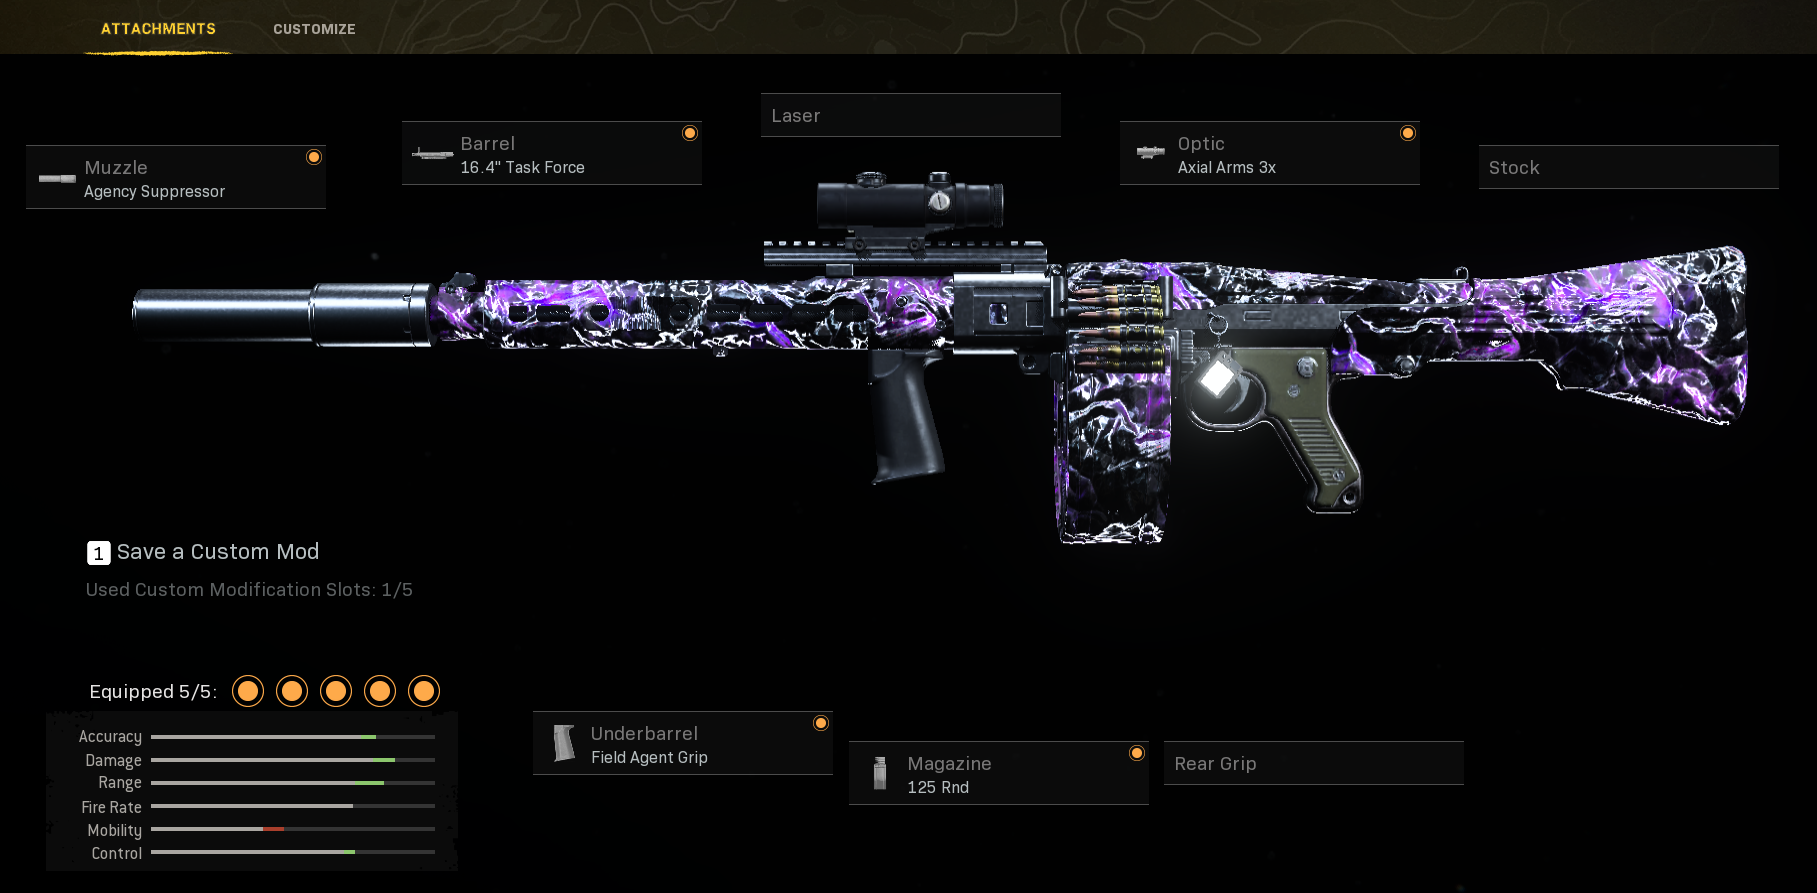 ATTACHMENTS
CUSTOMIZE
Laser
Barrel
16.4" Task Force
Optic
Axial Arms 3x
Muzzle
Agency Suppressor
Stock
1 Save a Custom Mod
Used Custom Modification Slots: 1/5
Equipped 5/5:
Accuracy
Damage
Range
Fire Rate
Mobility
Control
Underbarrel
Field Agent Grip
Magazine
125 Rnd
Rear Grip